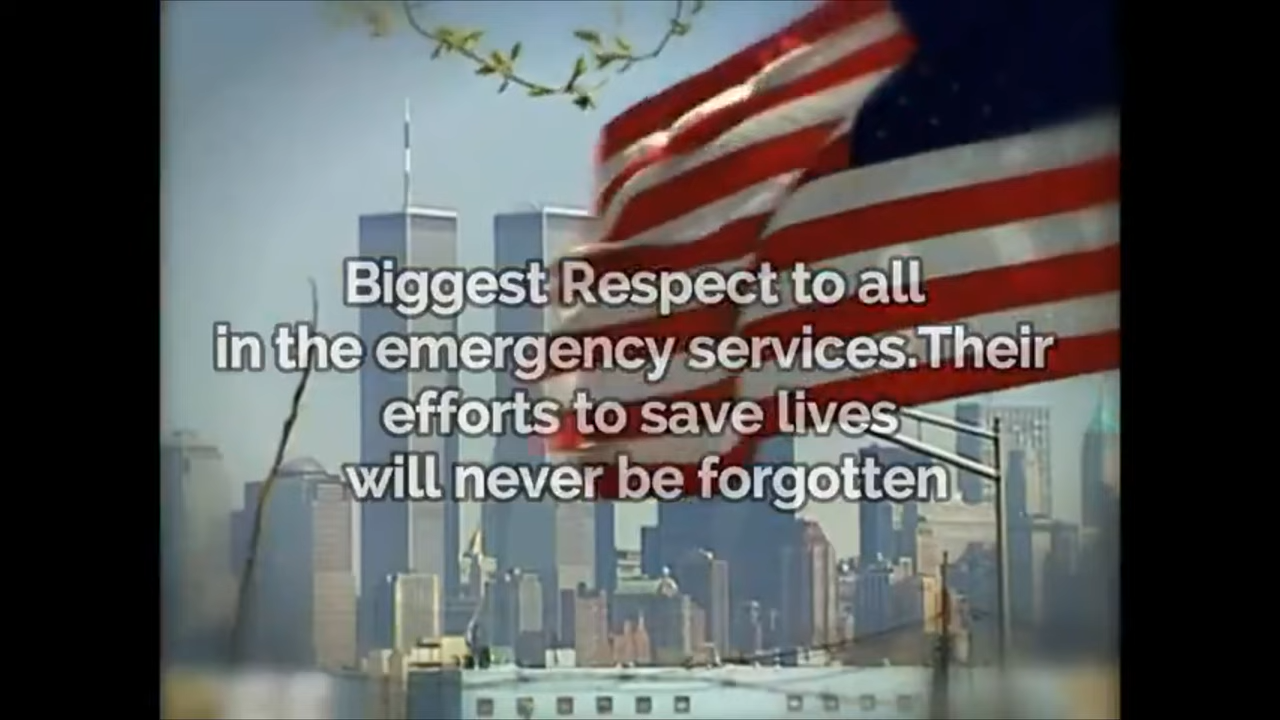 Biggest Respect to all
in the emergency services.Their
efforts to save lives
will never be forgotten